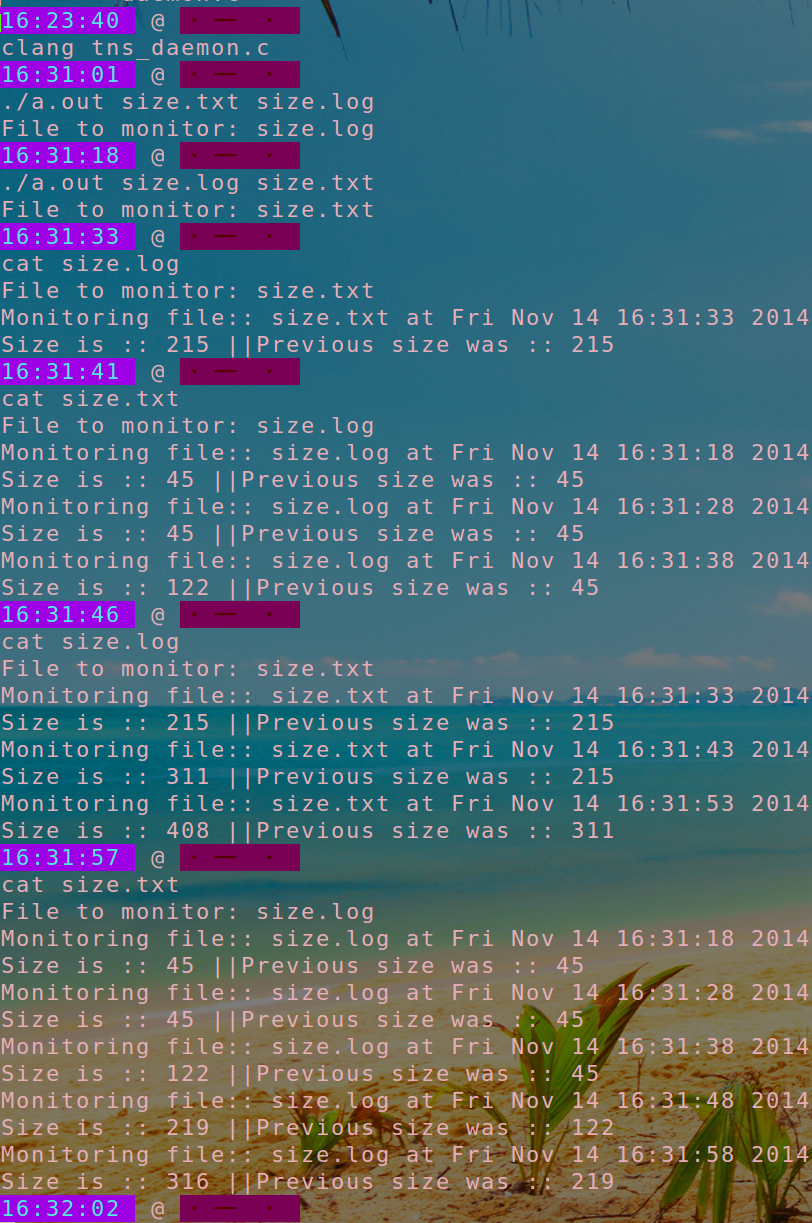 16:23:40 @
clang tns_daemon.c
16:31:01 @
./a.out size.txt size.log
File to monitor: size.log
16:31:18 @
./a.out size.log size.txt
File to monitor: size.txt
16:31:33 @
cat size.log
File to monitor: size.txt
Monitoring file:: size.txt at Fri Nov 14 16:31:33 2014
Size is :: 215 ||Previous size was :: 215
16:31:41 @
cat size.txt
File to monitor: size.log
Monitoring file:: size.log at Fri Nov 14 16:31:18 2014
Size is :: 45 ||Previous size was :: 45
Monitoring file:: size.log at Fri Nov 14 16:31:28 2014
Size is :: 45 ||Previous size was :: 45
Monitoring file:: size.log at Fri Nov 14 16:31:38 2014
Size is :: 122 ||Previous size was :: 45
16:31:46 @
cat size.log
File to monitor: size.txt
Monitoring file:: size.txt at Fri Nov 14 16:31:33 2014
Size is :: 215 ||Previous size was :: 215
Monitoring file:: size.txt at Fri Nov 14 16:31:43 2014
Size is :: 311 ||Previous size was :: 215
Monitoring file:: size.txt at Fri Nov 14 16:31:53 2014
Size is :: 408 ||Previous size was :: 311
16:31:57 @
cat size.txt
File to monitor: size.log
Monitoring file:: size.log at Fri Nov 14 16:31:18 2014
Size is :: 45 ||Previous size was :: 45
Monitoring file:: size.log at Fri Nov 14 16:31:28 2014
Size is :: 45 ||Previous size was :: 45
Monitoring file:: size.log at Fri Nov 14 16:31:38 2014
Size is :: 122 ||Previous size was :: 45
Monitoring file:: size.log at Fri Nov 14 16:31:48 2014
Size is :: 219 ||Previous size was :: 122
Monitoring file:: size.log at Fri Nov 14 16:31:58 2014
Size is :: 316 ||Previous size was :: 219
16:32:02 @